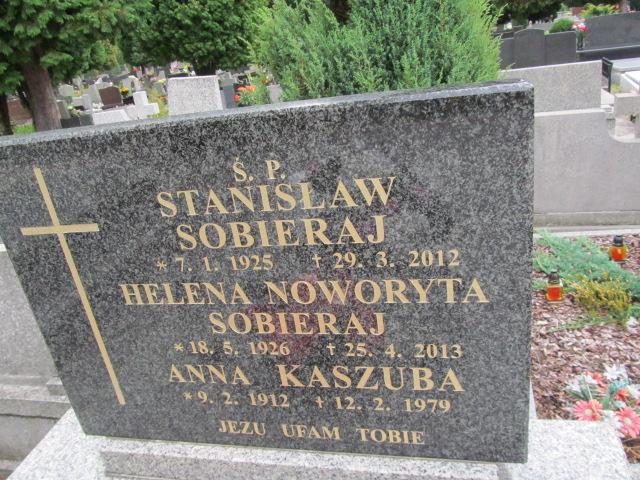 Ś. P.
STANISŁAW
SOBIERAJ
* 7. 1. 1925 + 29. 3. 2012
HELENA NOWORYTA
SOBIERAJ
* 18. 5. 1926 + 25. 4. 2013
ANNA KASZUBA
* 9. 2. 1912 + 12. 2. 1979
JEZU UFAM TOBIE